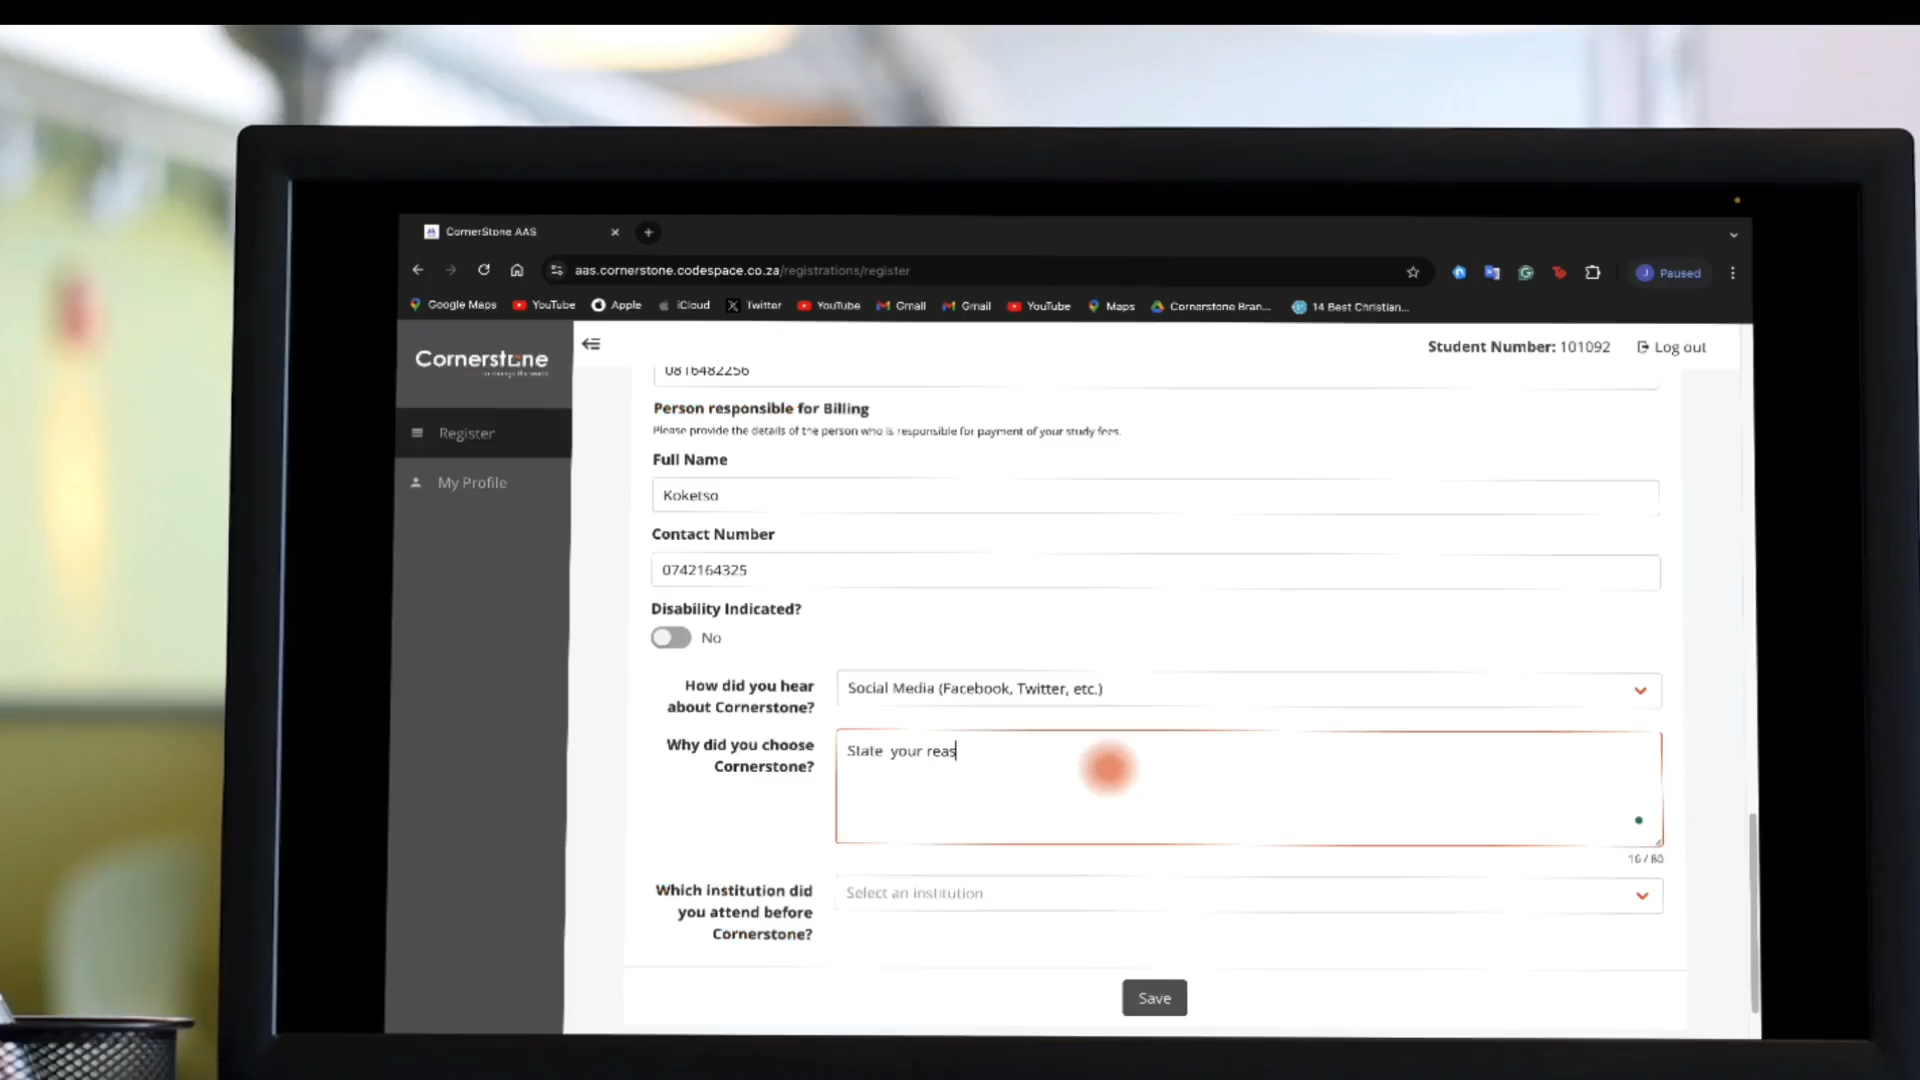 CornerStone AAS
aas.cornerstone.codespace.co.za/registrations/register
J Paused
Google Maps YouTube Apple iCloud Twitter YouTube Gmail Gmail YouTube Maps Cornerstone Bran... 14 Best Christian...
Cornerstone
Student Number: 101092 Log out
Register
My Profile
0816482256
Person responsible for Billing
Please provide the details of the person who is responsible for payment of your study fees.
Full Name
Koketso
Contact Number
0742164325
Disability Indicated?
No
How did you hear
about Cornerstone?
Social Media (Facebook, Twitter, etc.)
Why did you choose
Cornerstone?
State  your reas
16 / 80
Which institution did
you attend before
Cornerstone?
Select an institution
Save